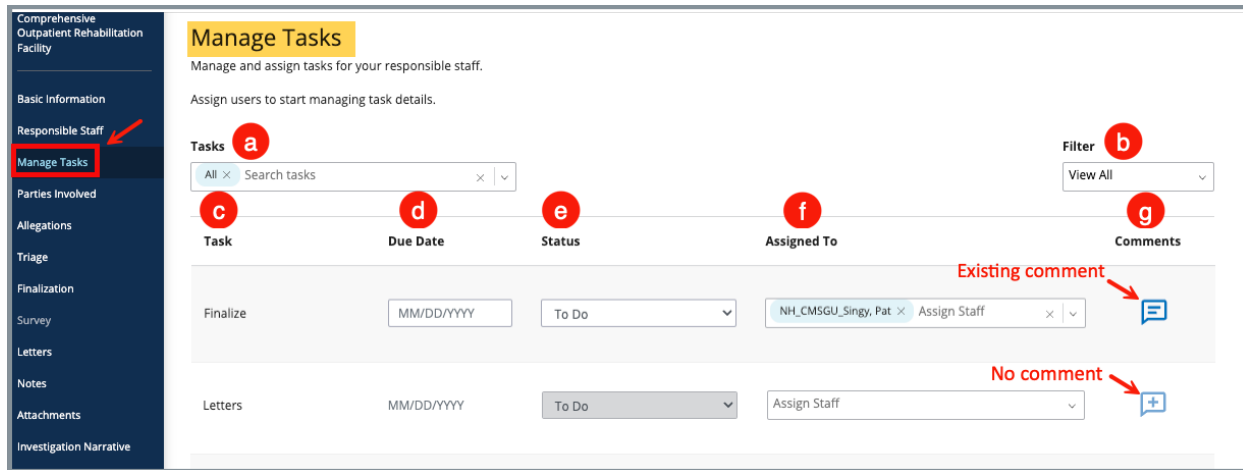 Comprehensive
Outpatient Rehabilitation
Facility
Basic Information
Responsible Staff
Manage Tasks
Parties Involved
Allegations
Triage
Finalization
Survey
Letters
Notes
Attachments
Investigation Narrative
Manage Tasks
Manage and assign tasks for your responsible staff.
Assign users to start managing task details.
Tasks a
All × Search tasks
Filter b
View All
c d e f g
Task Due Date Status Assigned To Comments
Existing comment
Finalize MM/DD/YYYY To Do NH_CMSGU_Singy, Pat × Assign Staff
No comment
Letters MM/DD/YYYY To Do Assign Staff